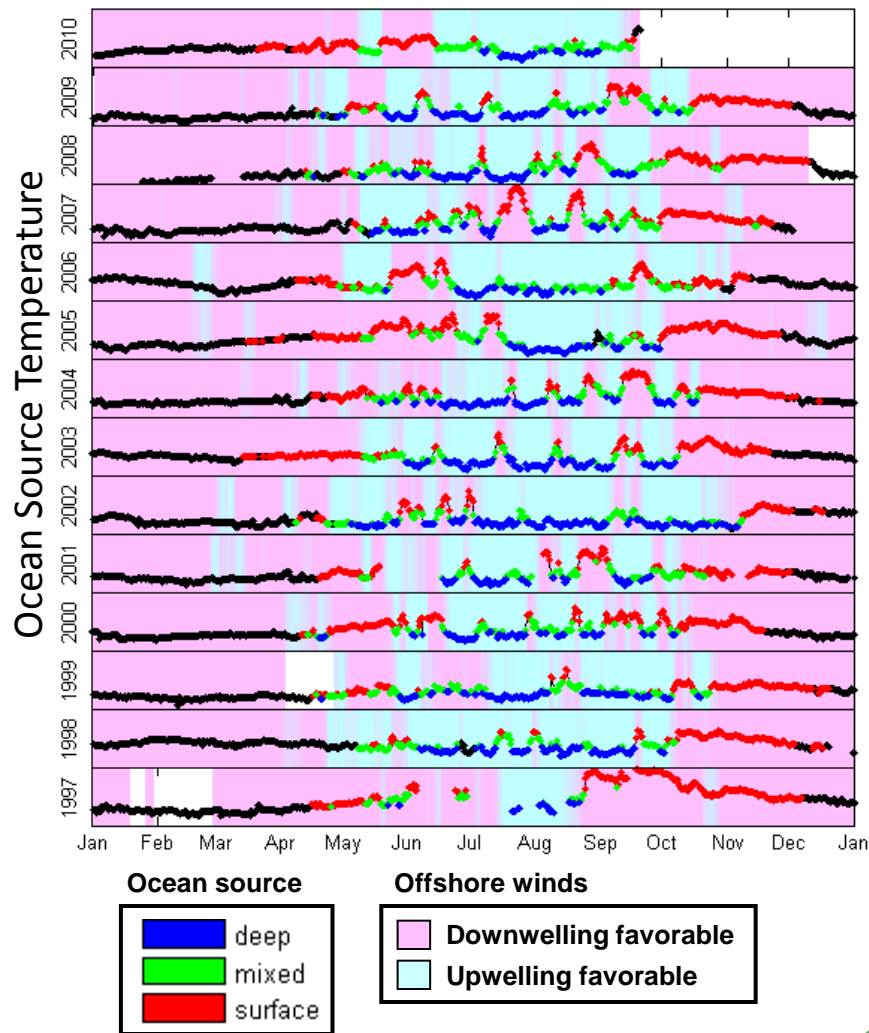 Ocean Source Temperature
2010
2009
2008
2007
2006
2005
2004
2003
2002
2001
2000
1999
1998
1997
Jan Feb Mar Apr May Jun Jul Aug Sep Oct Nov Dec Jan
Ocean source
deep
mixed
surface
Offshore winds
Downwelling favorable
Upwelling favorable